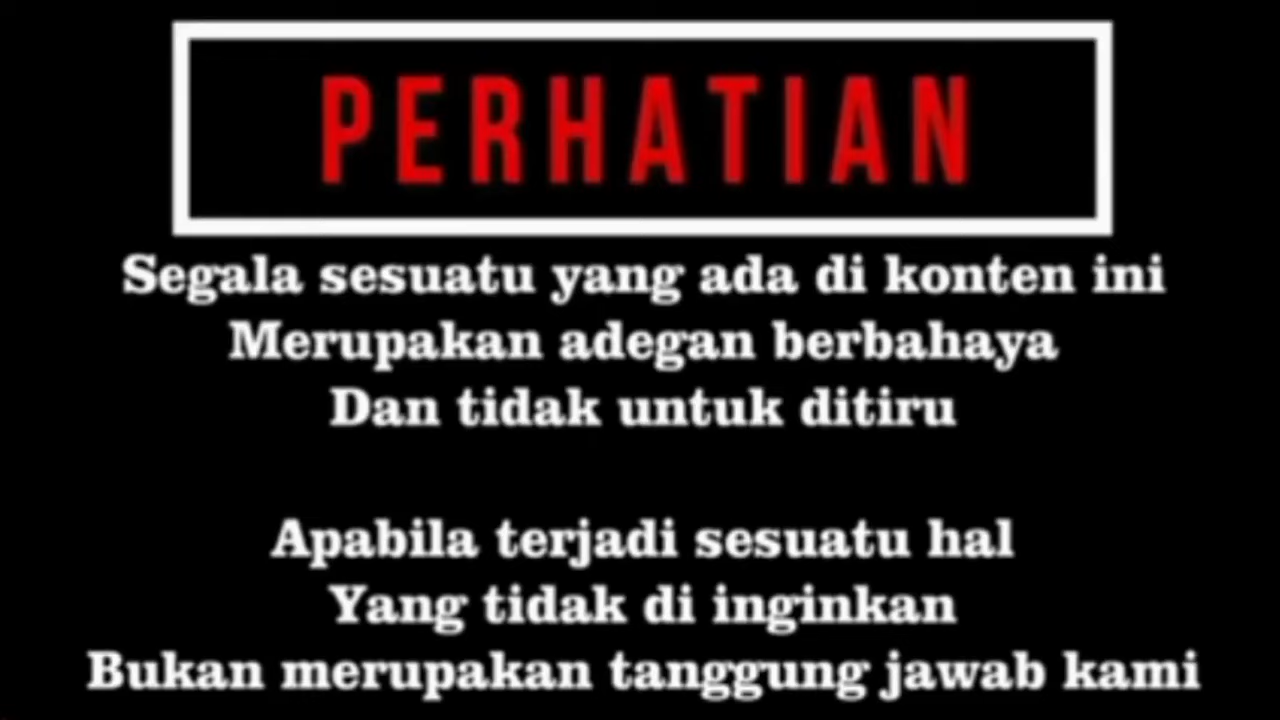 PERHATIAN
Segala sesuatu yang ada di konten ini
Merupakan adegan berbahaya
Dan tidak untuk ditiru
Apabila terjadi sesuatu hal
Yang tidak di inginkan
Bukan merupakan tanggung jawab kami